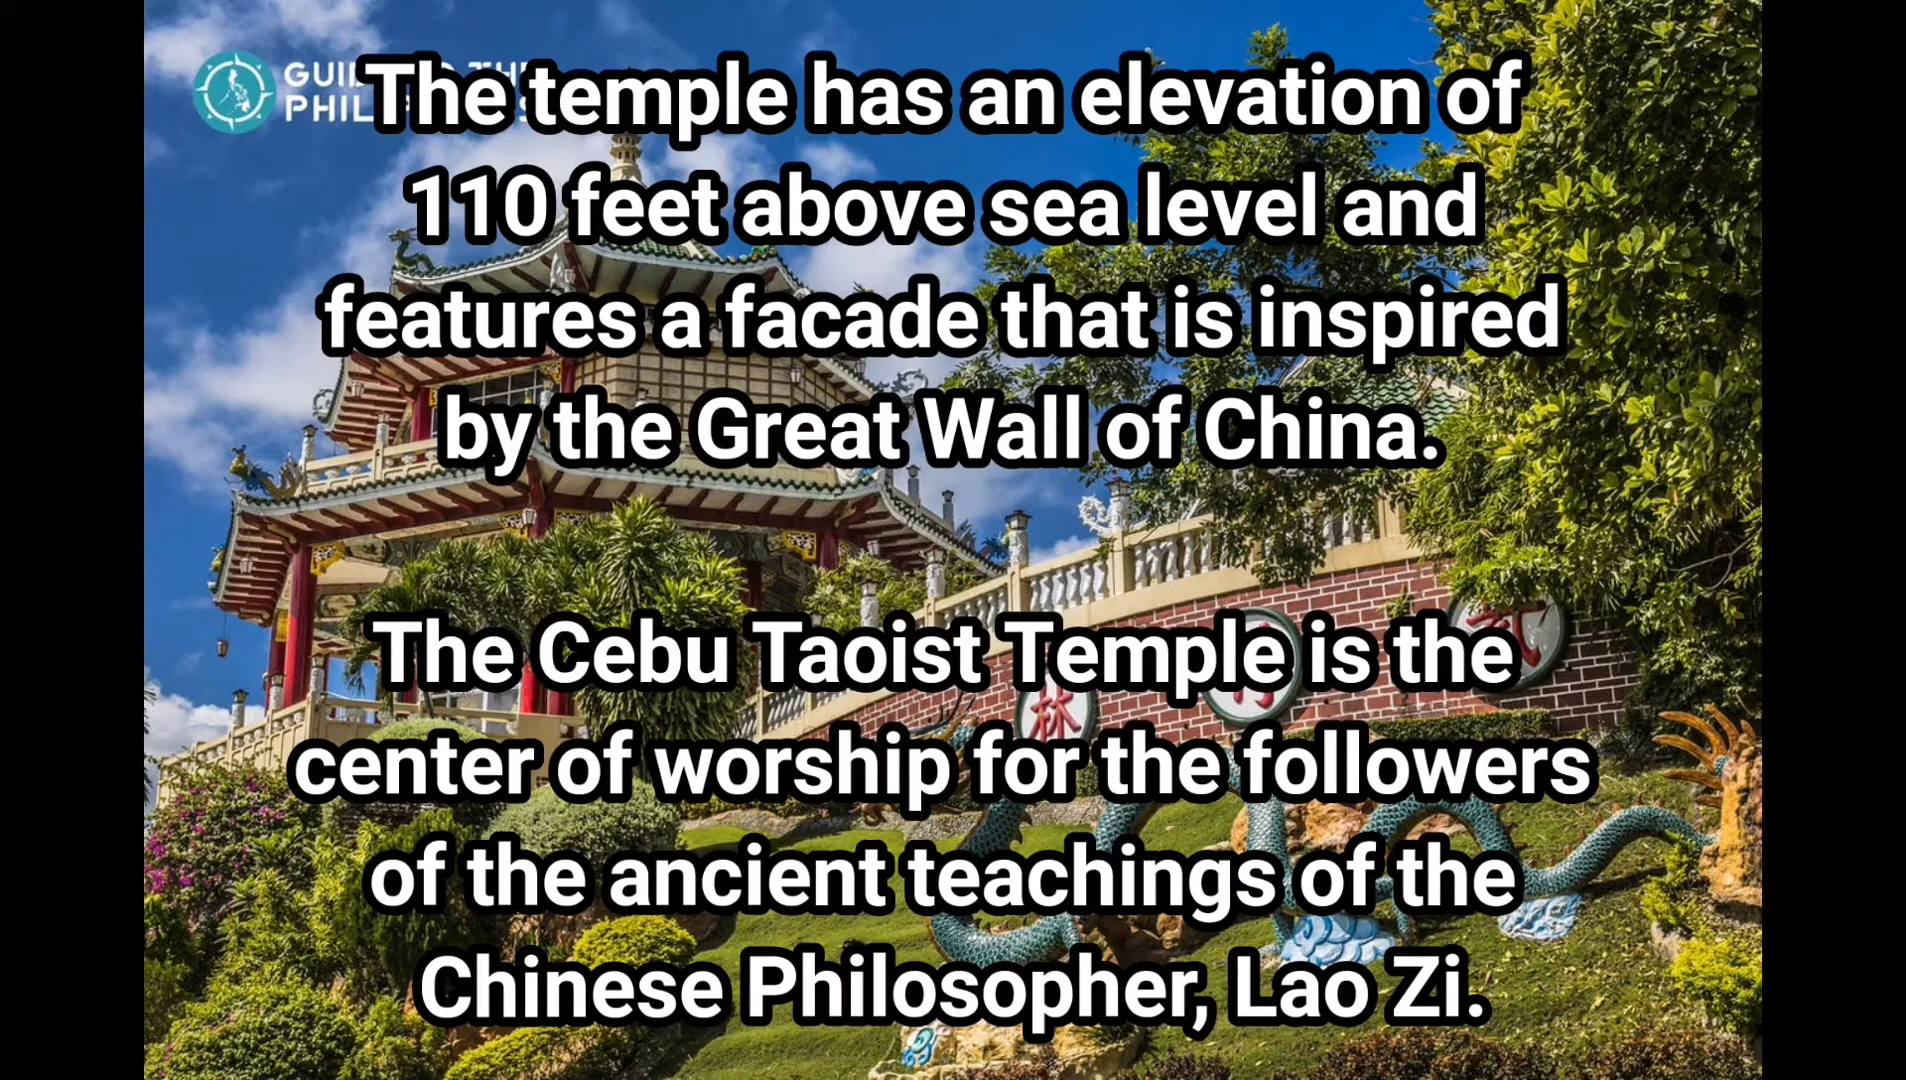 The temple has an elevation of
110 feet above sea level and
features a facade that is inspired
by the Great Wall of China.
The Cebu Taoist Temple is the
center of worship for the followers
of the ancient teachings of the
Chinese Philosopher, Lao Zi.
林
竹